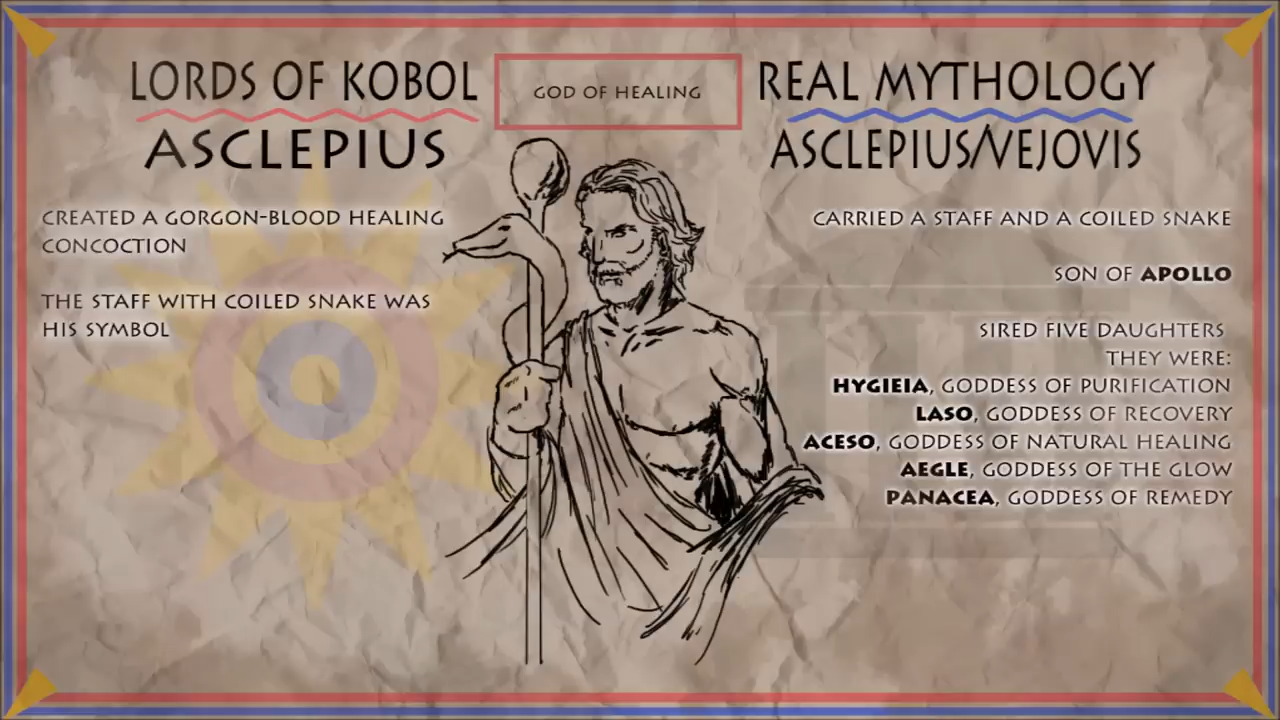 LORDS OF KOBOL
ASCLEPIUS
CREATED A GORGON-BLOOD HEALING
CONCOCTION
THE STAFF WITH COILED SNAKE WAS
HIS SYMBOL
GOD OF HEALING
REAL MYTHOLOGY
ASCLEPIUS/VEJOVIS
CARRIED A STAFF AND A COILED SNAKE
SON OF APOLLO
SIRED FIVE DAUGHTERS
THEY WERE:
HYGIEIA, GODDESS OF PURIFICATION
LASO, GODDESS OF RECOVERY
ACESO, GODDESS OF NATURAL HEALING
AEGLE, GODDESS OF THE GLOW
PANACEA, GODDESS OF REMEDY